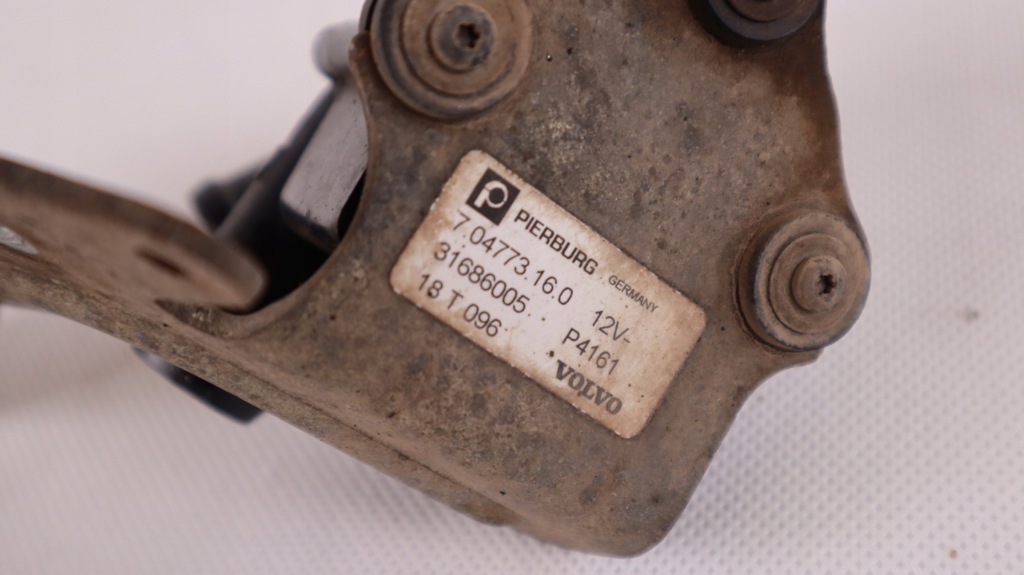 PIERBURG GERMANY
7.04773.16.0 12V-
31686005 P4161
18 T 096 VOLVO